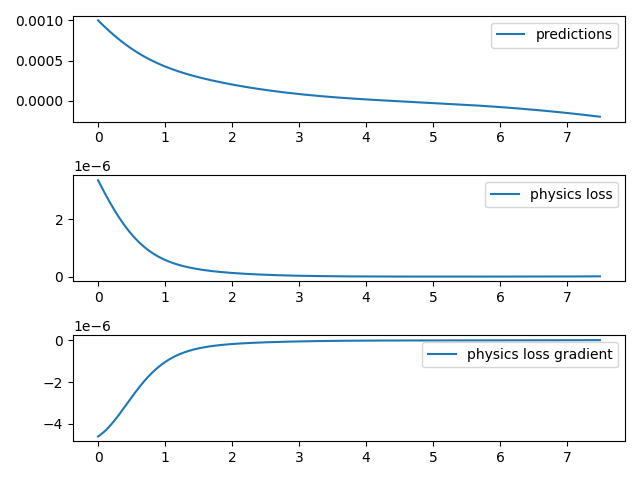 0.0010
0.0005
0.0000
predictions
0 1 2 3 4 5 6 7
1e−6
2
0
physics loss
0 1 2 3 4 5 6 7
1e−6
0
−2
−4
physics loss gradient
0 1 2 3 4 5 6 7